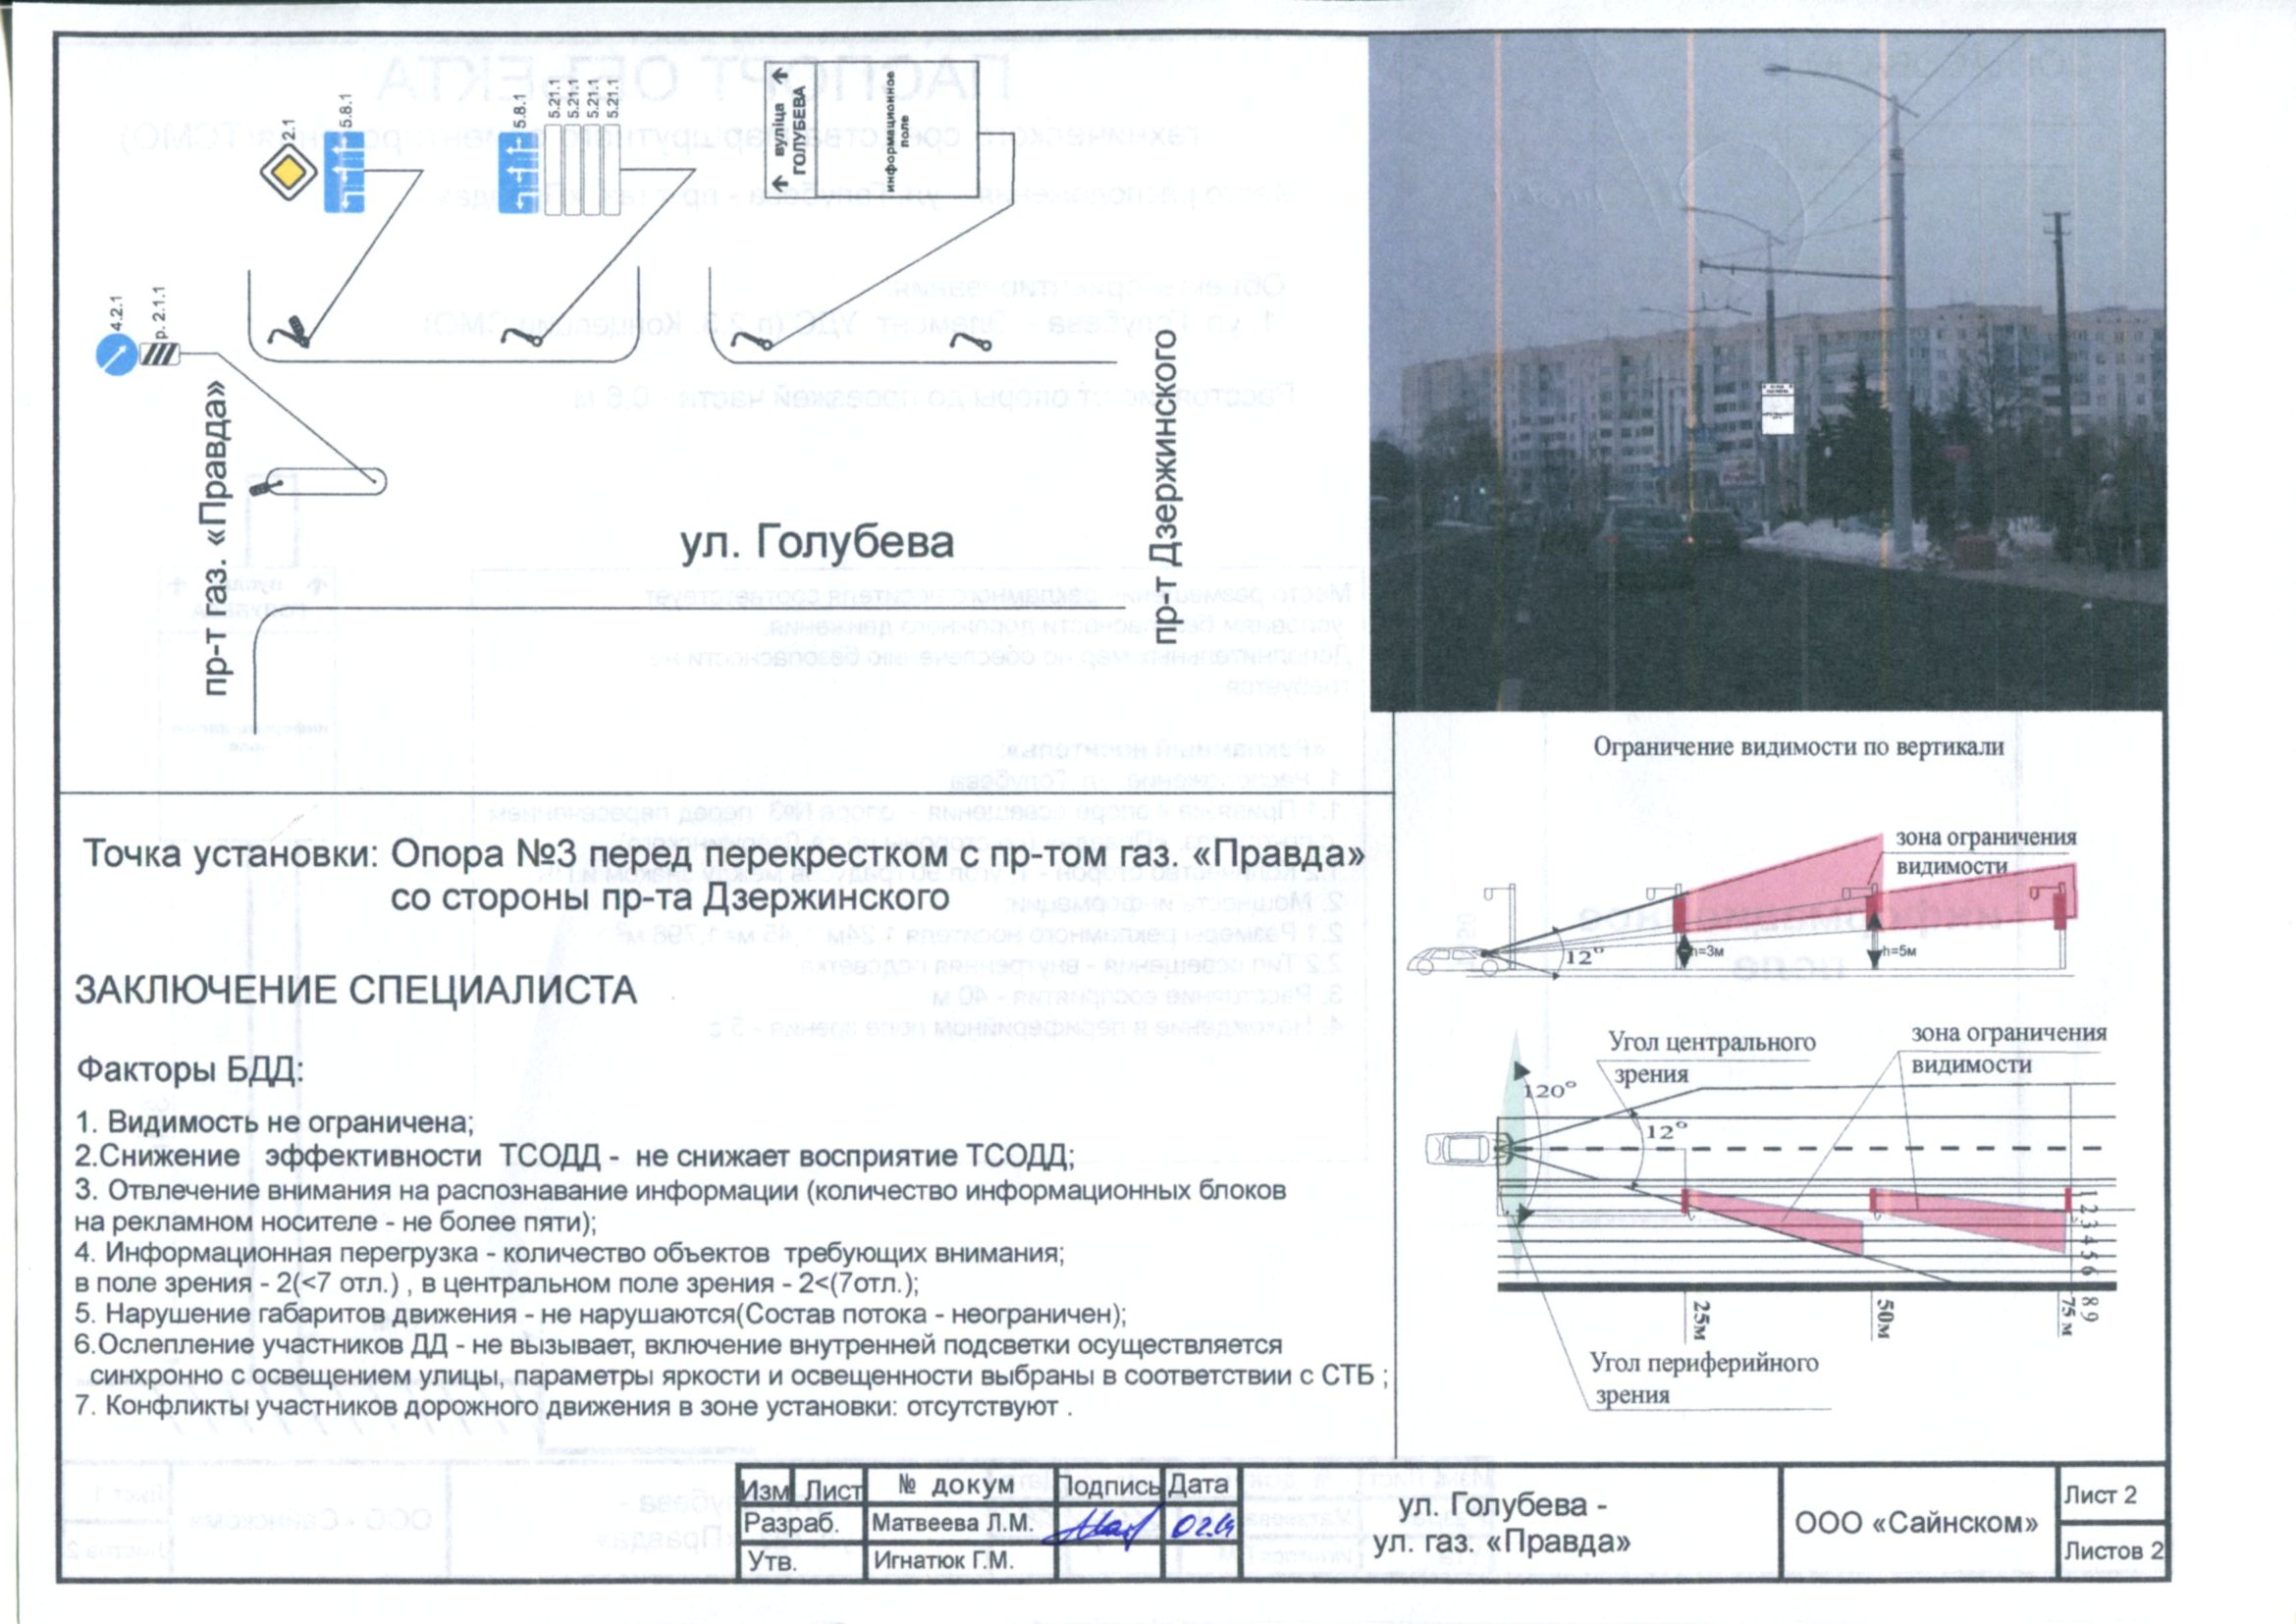 2.1
5.8.1
5.8.1
5.21.1
5.21.1
5.21.1
5.21.1
вуліца
ГОЛУБЕВА
информационное
поле
4.2.1
р. 2.1.1
пр-т газ. «Правда»
ул. Голубева
пр-т Дзержинского
Точка установки: Опора №3 перед перекрестком с пр-том газ. «Правда»
со стороны пр-та Дзержинского
ЗАКЛЮЧЕНИЕ СПЕЦИАЛИСТА
Факторы БДД:
1. Видимость не ограничена;
2.Снижение эффективности ТСОДД - не снижает восприятие ТСОДД;
3. Отвлечение внимания на распознавание информации (количество информационных блоков
на рекламном носителе - не более пяти);
4. Информационная перегрузка - количество объектов требующих внимания;
в поле зрения - 2(<7 отл.) , в центральном поле зрения - 2<(7отл.);
5. Нарушение габаритов движения - не нарушаются(Состав потока - неограничен);
6.Ослепление участников ДД - не вызывает, включение внутренней подсветки осуществляется
синхронно с освещением улицы, параметры яркости и освещенности выбраны в соответствии с СТБ ;
7. Конфликты участников дорожного движения в зоне установки: отсутствуют .
Ограничение видимости по вертикали
зона ограничения
видимости
12°
h=3м
h=5м
Угол центрального
зрения
зона ограничения
видимости
120°
12°
1 2 3 4 5 6
8 9
25м
50м
75 м
Угол периферийного
зрения
Изм Лист № докум Подпись Дата
Разраб. Матвеева Л.М.
Утв. Игнатюк Г.М.
ул. Голубева -
ул. газ. «Правда»
ООО «Сайнском»
Лист 2
Листов 2